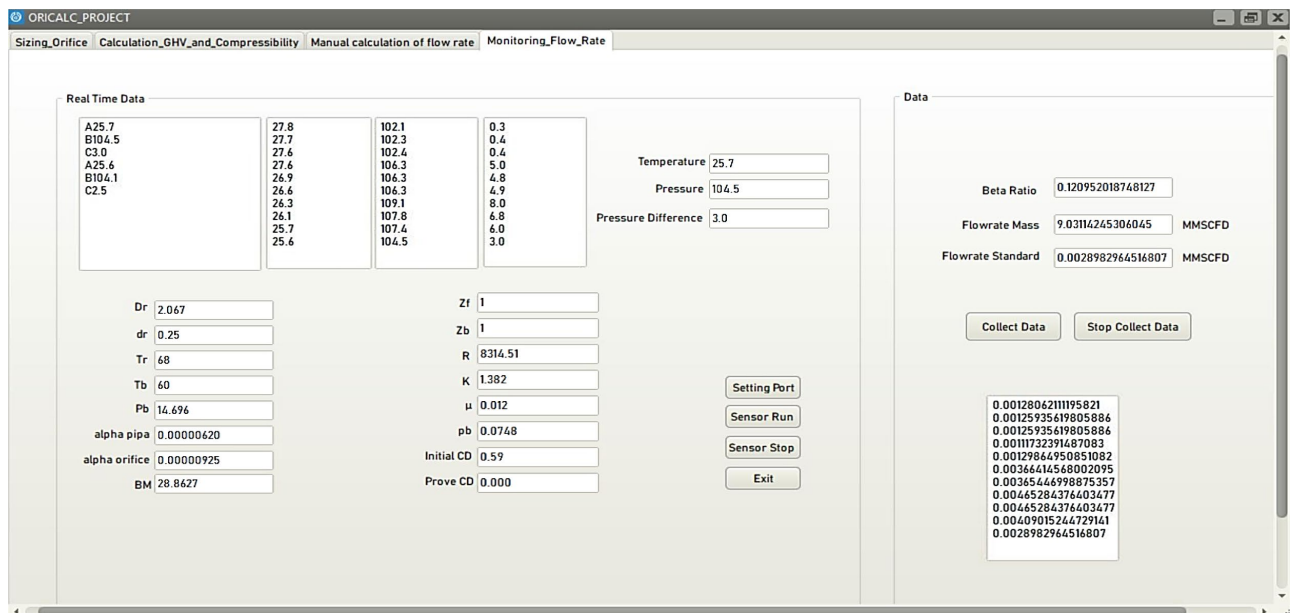 ORICALC_PROJECT
Sizing_Orifice Calculation_GHV_and_Compressibility Manual calculation of flow rate Monitoring_Flow_Rate
Real Time Data
A25.7
B104.5
C3.0
A25.6
B104.1
C2.5
27.8
27.7
27.6
27.6
26.9
26.6
26.3
26.1
25.7
25.6
102.1
102.3
102.4
106.3
106.3
106.3
109.1
107.8
107.4
104.5
0.3
0.4
0.4
5.0
4.8
4.9
8.0
6.8
6.0
3.0
Temperature 25.7
Pressure 104.5
Pressure Difference 3.0
Dr 2.067
dr 0.25
Tr 68
Tb 60
Pb 14.696
alpha pipa 0.00000620
alpha orifice 0.00000925
BM 28.8627
Zf 1
Zb 1
R 8314.51
K 1.382
μ 0.012
pb 0.0748
Initial CD 0.59
Prove CD 0.000
Setting Port
Sensor Run
Sensor Stop
Exit
Data
Beta Ratio 0.120952018748127
Flowrate Mass 9.03114245306045 MMSCFD
Flowrate Standard 0.0028982964516807 MMSCFD
Collect Data Stop Collect Data
0.00128062111195821
0.00125935619805886
0.00125935619805886
0.00111732391487083
0.00129864950851082
0.00366414568002095
0.00365446998875357
0.00465284376403477
0.00465284376403477
0.00409015244729141
0.0028982964516807